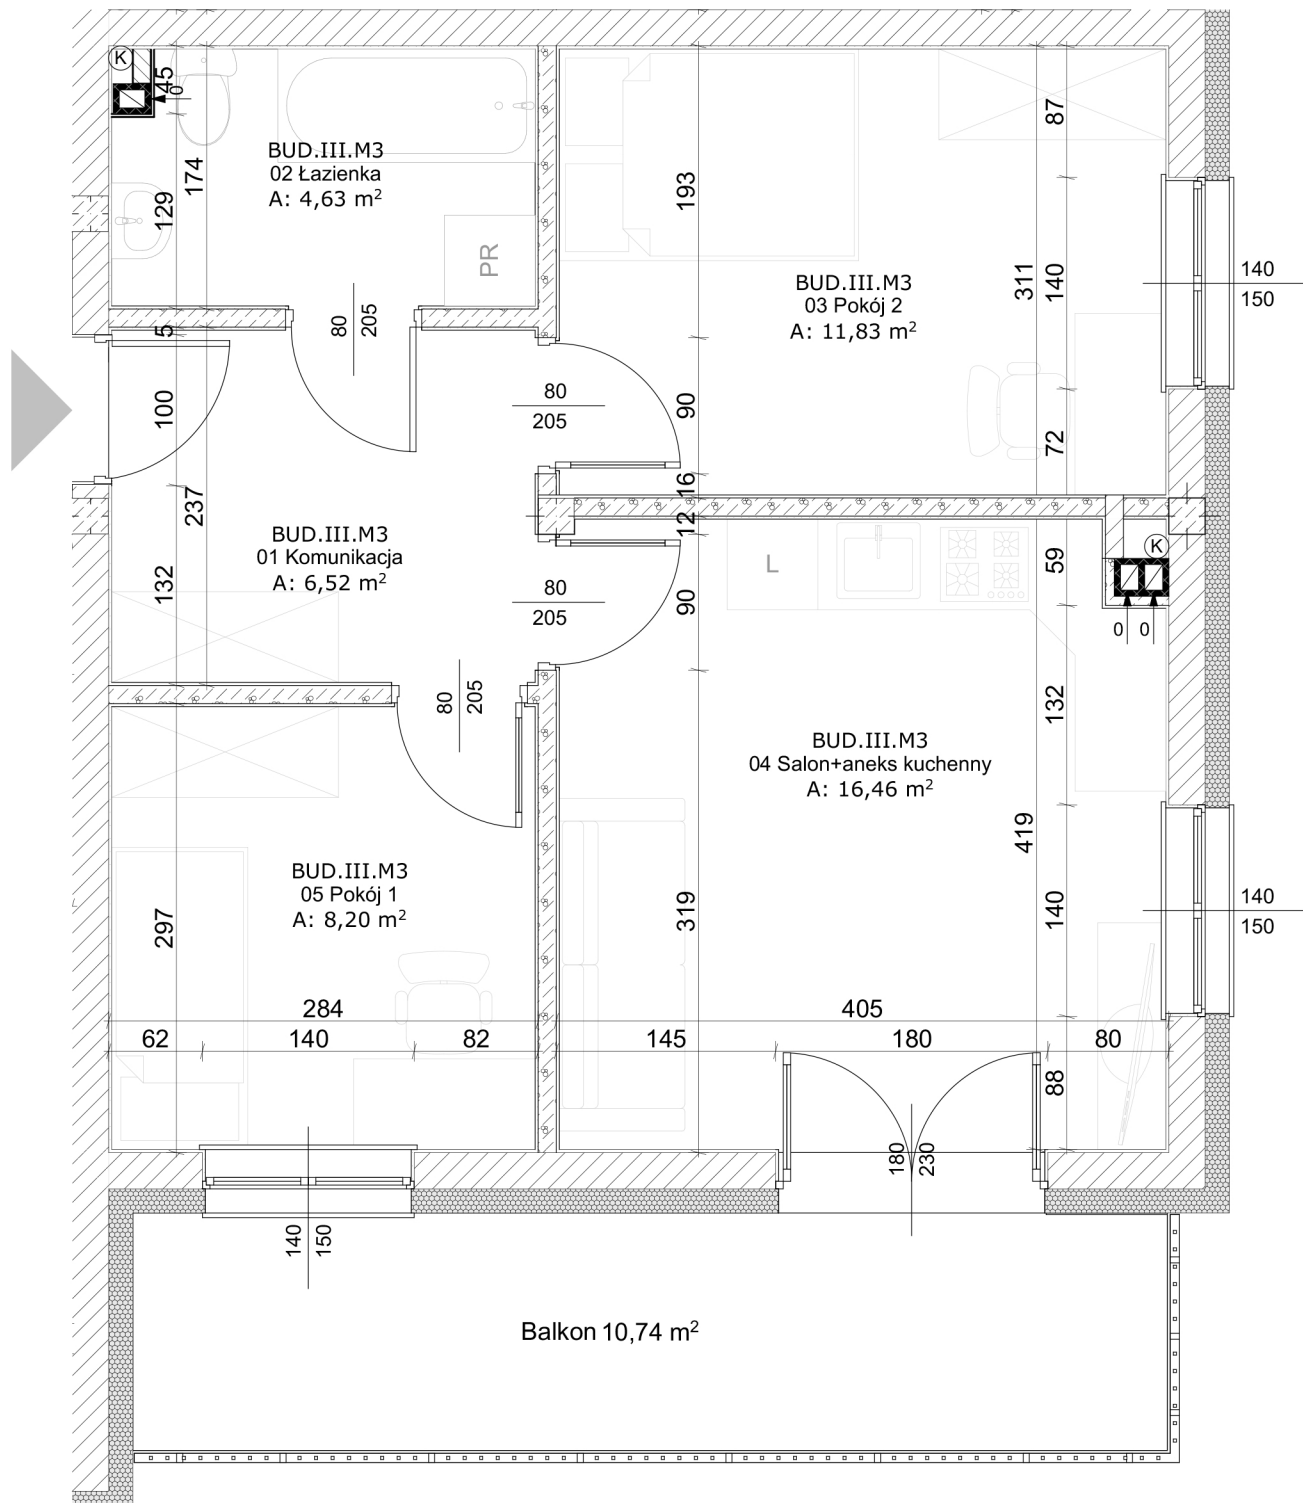 K
45
0
BUD.III.M3
02 Łazienka
A: 4,63 m²
174
129
PR
80
205
5
100
237
132
BUD.III.M3
01 Komunikacja
A: 6,52 m²
193
87
311
140
BUD.III.M3
03 Pokój 2
A: 11,83 m²
140
150
80
205
90
72
16
12
80
205
90
L
59
K
0
0
80
205
132
BUD.III.M3
04 Salon+aneks kuchenny
A: 16,46 m²
419
319
140
140
150
BUD.III.M3
05 Pokój 1
A: 8,20 m²
297
284
62
140
82
405
145
180
80
88
180
230
140
150
Balkon 10,74 m²